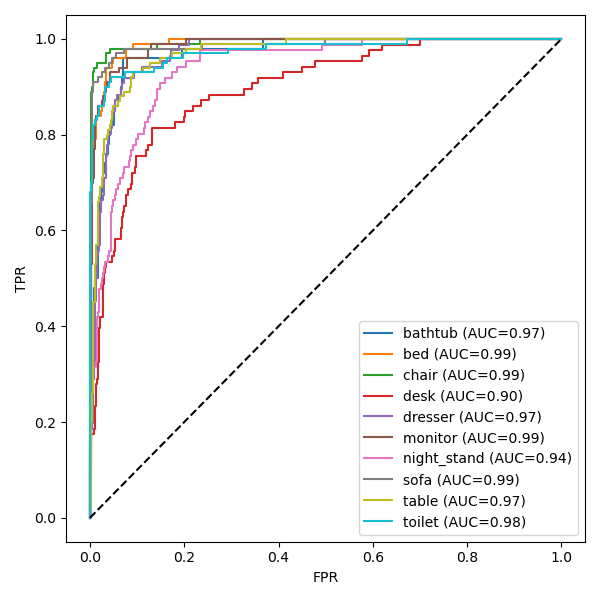 1.0
0.8
0.6
0.4
0.2
0.0
TPR
0.0 0.2 0.4 0.6 0.8 1.0
FPR
bathtub (AUC=0.97)
bed (AUC=0.99)
chair (AUC=0.99)
desk (AUC=0.90)
dresser (AUC=0.97)
monitor (AUC=0.99)
night_stand (AUC=0.94)
sofa (AUC=0.99)
table (AUC=0.97)
toilet (AUC=0.98)